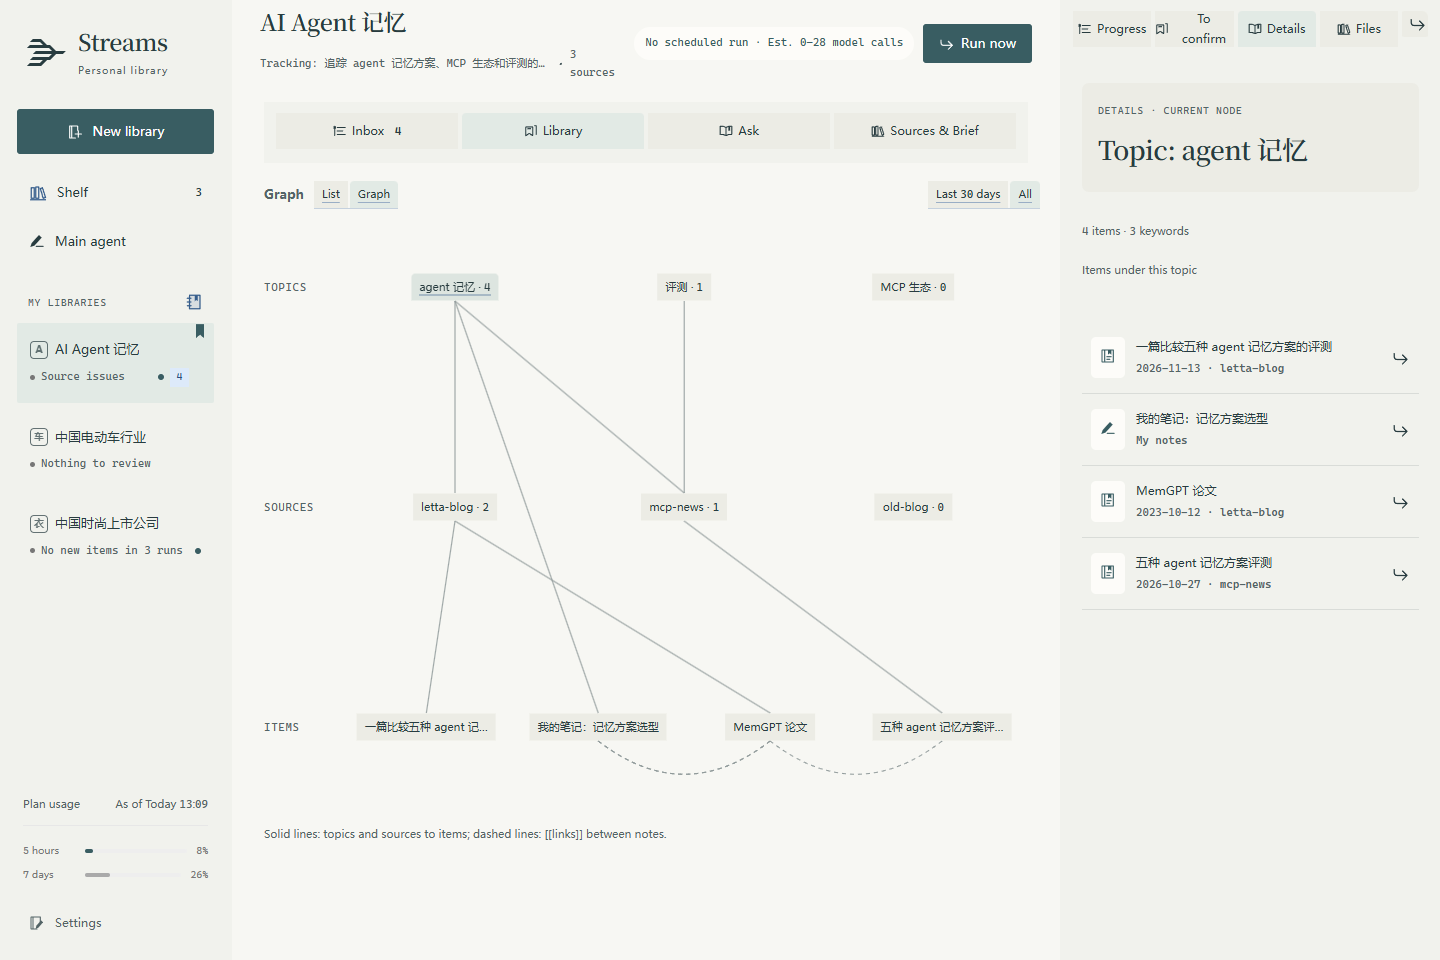 Streams
Personal library
New library
Shelf 3
Main agent
MY LIBRARIES
A AI Agent 记忆
Source issues 4
车 中国电动车行业
Nothing to review
衣 中国时尚上市公司
No new items in 3 runs
Plan usage As of Today 13:09
5 hours 8%
7 days 26%
Settings
AI Agent 记忆
Tracking: 追踪 agent 记忆方案、MCP 生态和评测的… · 3 sources
No scheduled run · Est. 0–28 model calls
Run now
Inbox 4
Library
Ask
Sources & Brief
Graph List Graph
Last 30 days All
TOPICS
agent 记忆 · 4
评测 · 1
MCP 生态 · 0
SOURCES
letta-blog · 2
mcp-news · 1
old-blog · 0
ITEMS
一篇比较五种 agent 记…
我的笔记：记忆方案选型
MemGPT 论文
五种 agent 记忆方案评…
Solid lines: topics and sources to items; dashed lines: [[links]] between notes.
Progress
To confirm
Details
Files
DETAILS · CURRENT NODE
Topic: agent 记忆
4 items · 3 keywords
Items under this topic
一篇比较五种 agent 记忆方案的评测
2026-11-13 · letta-blog
我的笔记：记忆方案选型
My notes
MemGPT 论文
2023-10-12 · letta-blog
五种 agent 记忆方案评测
2026-10-27 · mcp-news